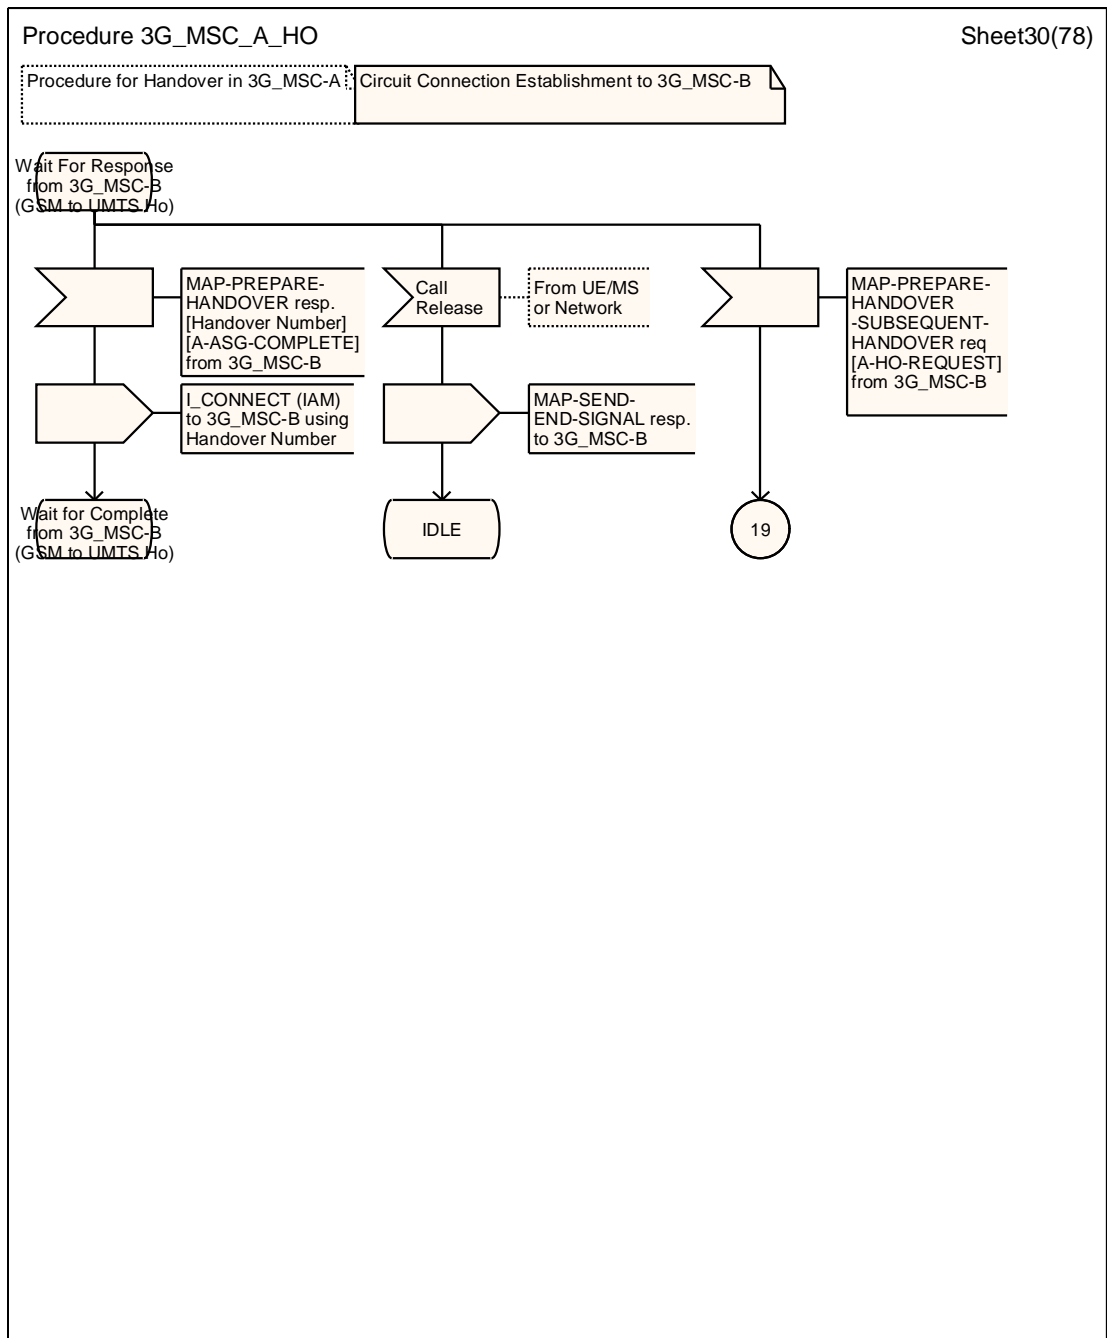 Procedure 3G_MSC_A_HO
Sheet30(78)
Procedure for Handover in 3G_MSC-A
Circuit Connection Establishment to 3G_MSC-B
Wait For Response
from 3G_MSC-B
(GSM to UMTS Ho)
MAP-PREPARE-
HANDOVER resp.
[Handover Number]
[A-ASG-COMPLETE]
from 3G_MSC-B
Call
Release
From UE/MS
or Network
MAP-PREPARE-
HANDOVER
-SUBSEQUENT-
HANDOVER req
[A-HO-REQUEST]
from 3G_MSC-B
I_CONNECT (IAM)
to 3G_MSC-B using
Handover Number
MAP-SEND-
END-SIGNAL resp.
to 3G_MSC-B
Wait for Complete
from 3G_MSC-B
(GSM to UMTS Ho)
IDLE
19